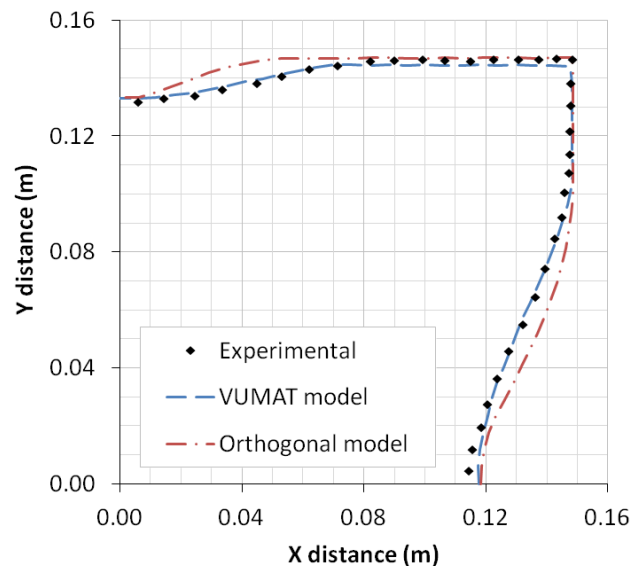 0.16
0.12
0.08
0.04
0.00
Y distance (m)
Experimental
VUMAT model
Orthogonal model
0.00 0.04 0.08 0.12 0.16
X distance (m)